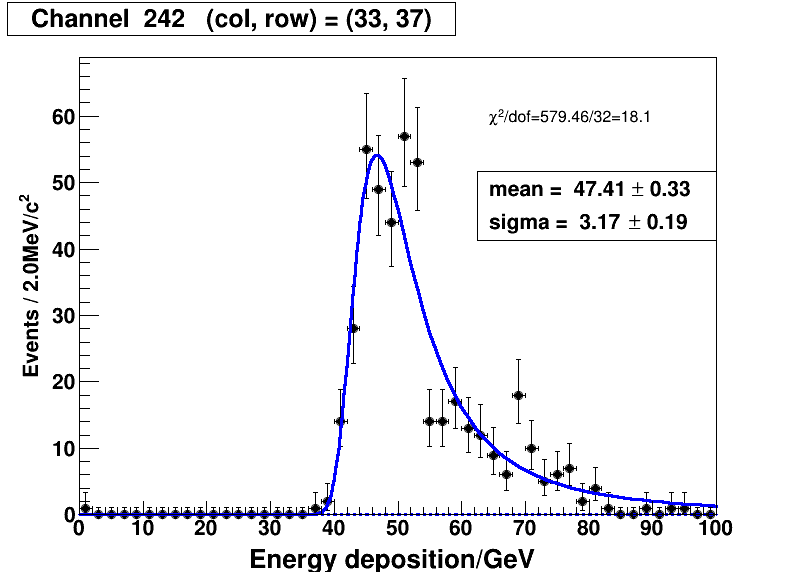 Channel 242 (col, row) = (33, 37)
χ²/dof=579.46/32=18.1
mean = 47.41 ± 0.33
sigma = 3.17 ± 0.19
Events / 2.0MeV/c²
60
50
40
30
20
10
0
0 10 20 30 40 50 60 70 80 90 100
Energy deposition/GeV